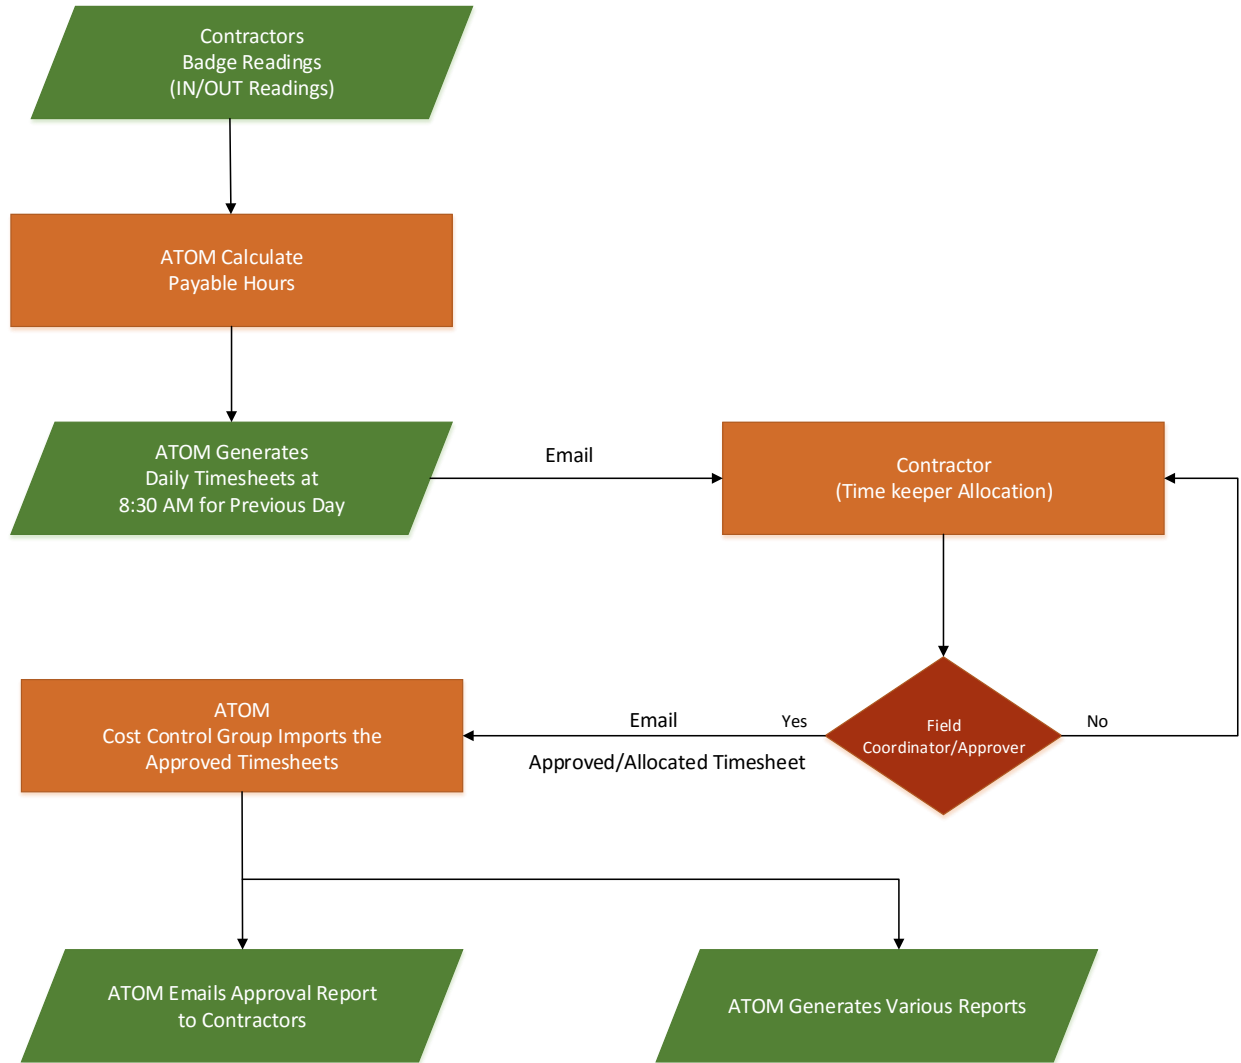 Contractors
Badge Readings
(IN/OUT Readings)
ATOM Calculate
Payable Hours
ATOM Generates
Daily Timesheets at
8:30 AM for Previous Day
Email
Contractor
(Time keeper Allocation)
Field
Coordinator/Approver
No
Yes
Email
Approved/Allocated Timesheet
ATOM
Cost Control Group Imports the
Approved Timesheets
ATOM Emails Approval Report
to Contractors
ATOM Generates Various Reports